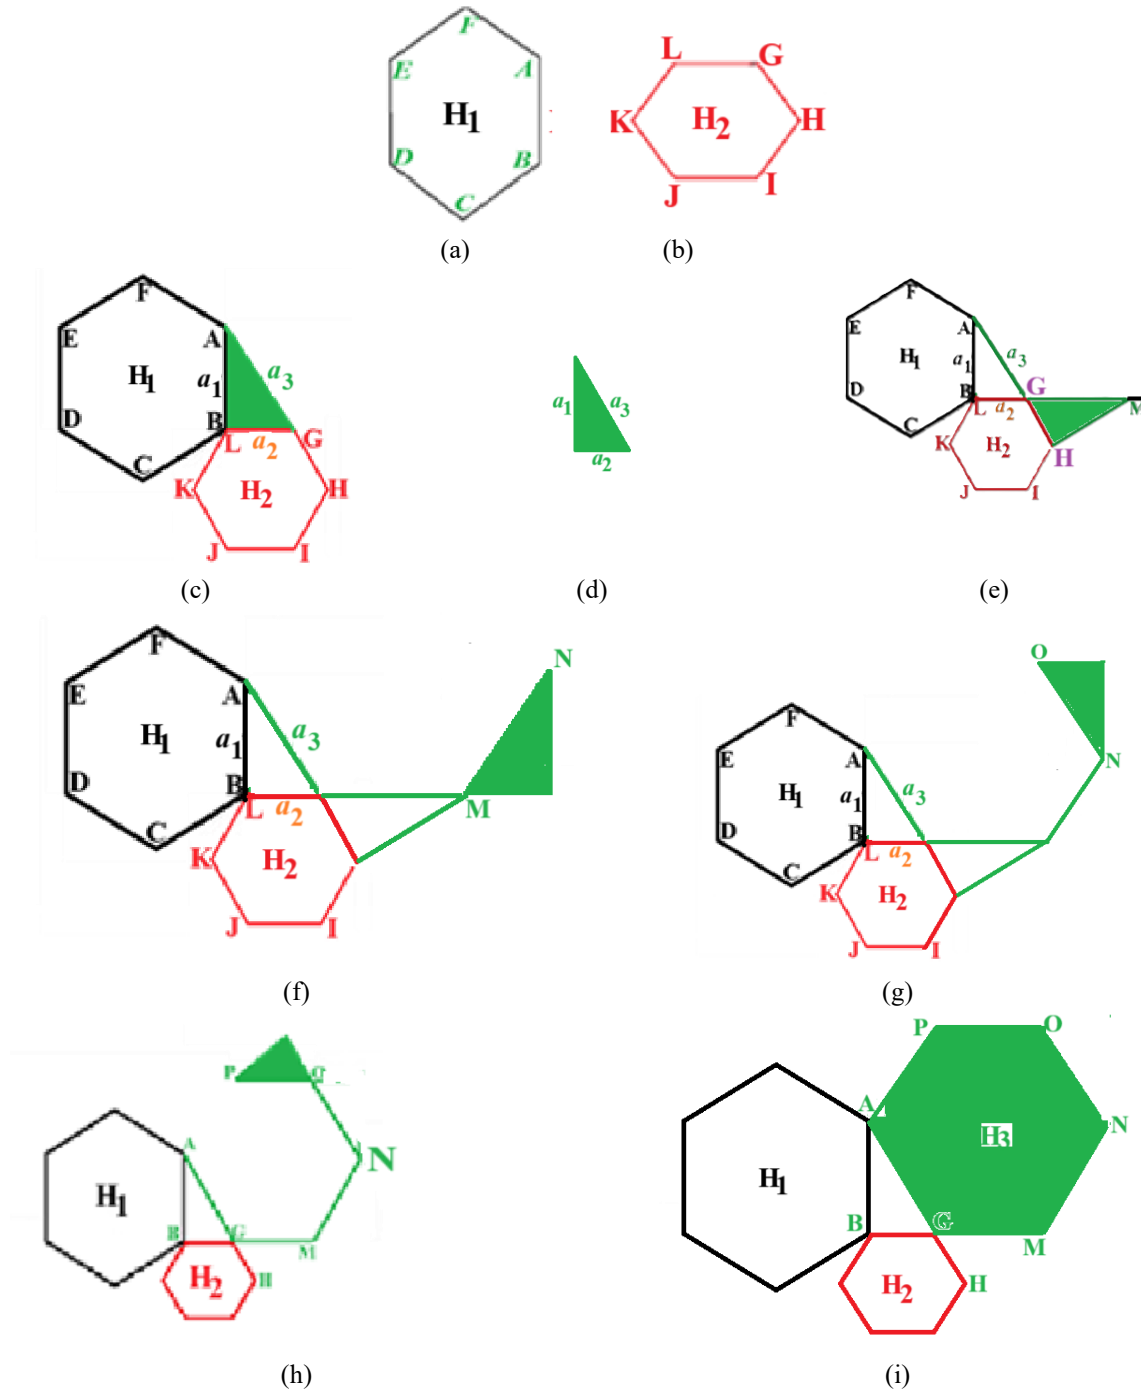 F
E A
H1
D B
C
L G
K H2 H
J I
(a) (b)
F
E A
H1 a1 a3
D B
L a2 G
C
K H2 H
J I
a1 a3
a2
F
E A
H1 a1 a3
D B G
L a2 M
C
K H2 H
J I
(c) (d) (e)
F
E A
H1 a1 a3
D B
L a2 M
C
K H2
J I
N
O
F
E A N
H1 a1 a3
D B
L a2
C
K H2
J I
(f) (g)
P
A N
H1
B G M
H2 H
P O
A N
H1 H3
B G M
H2 H
(h) (i)